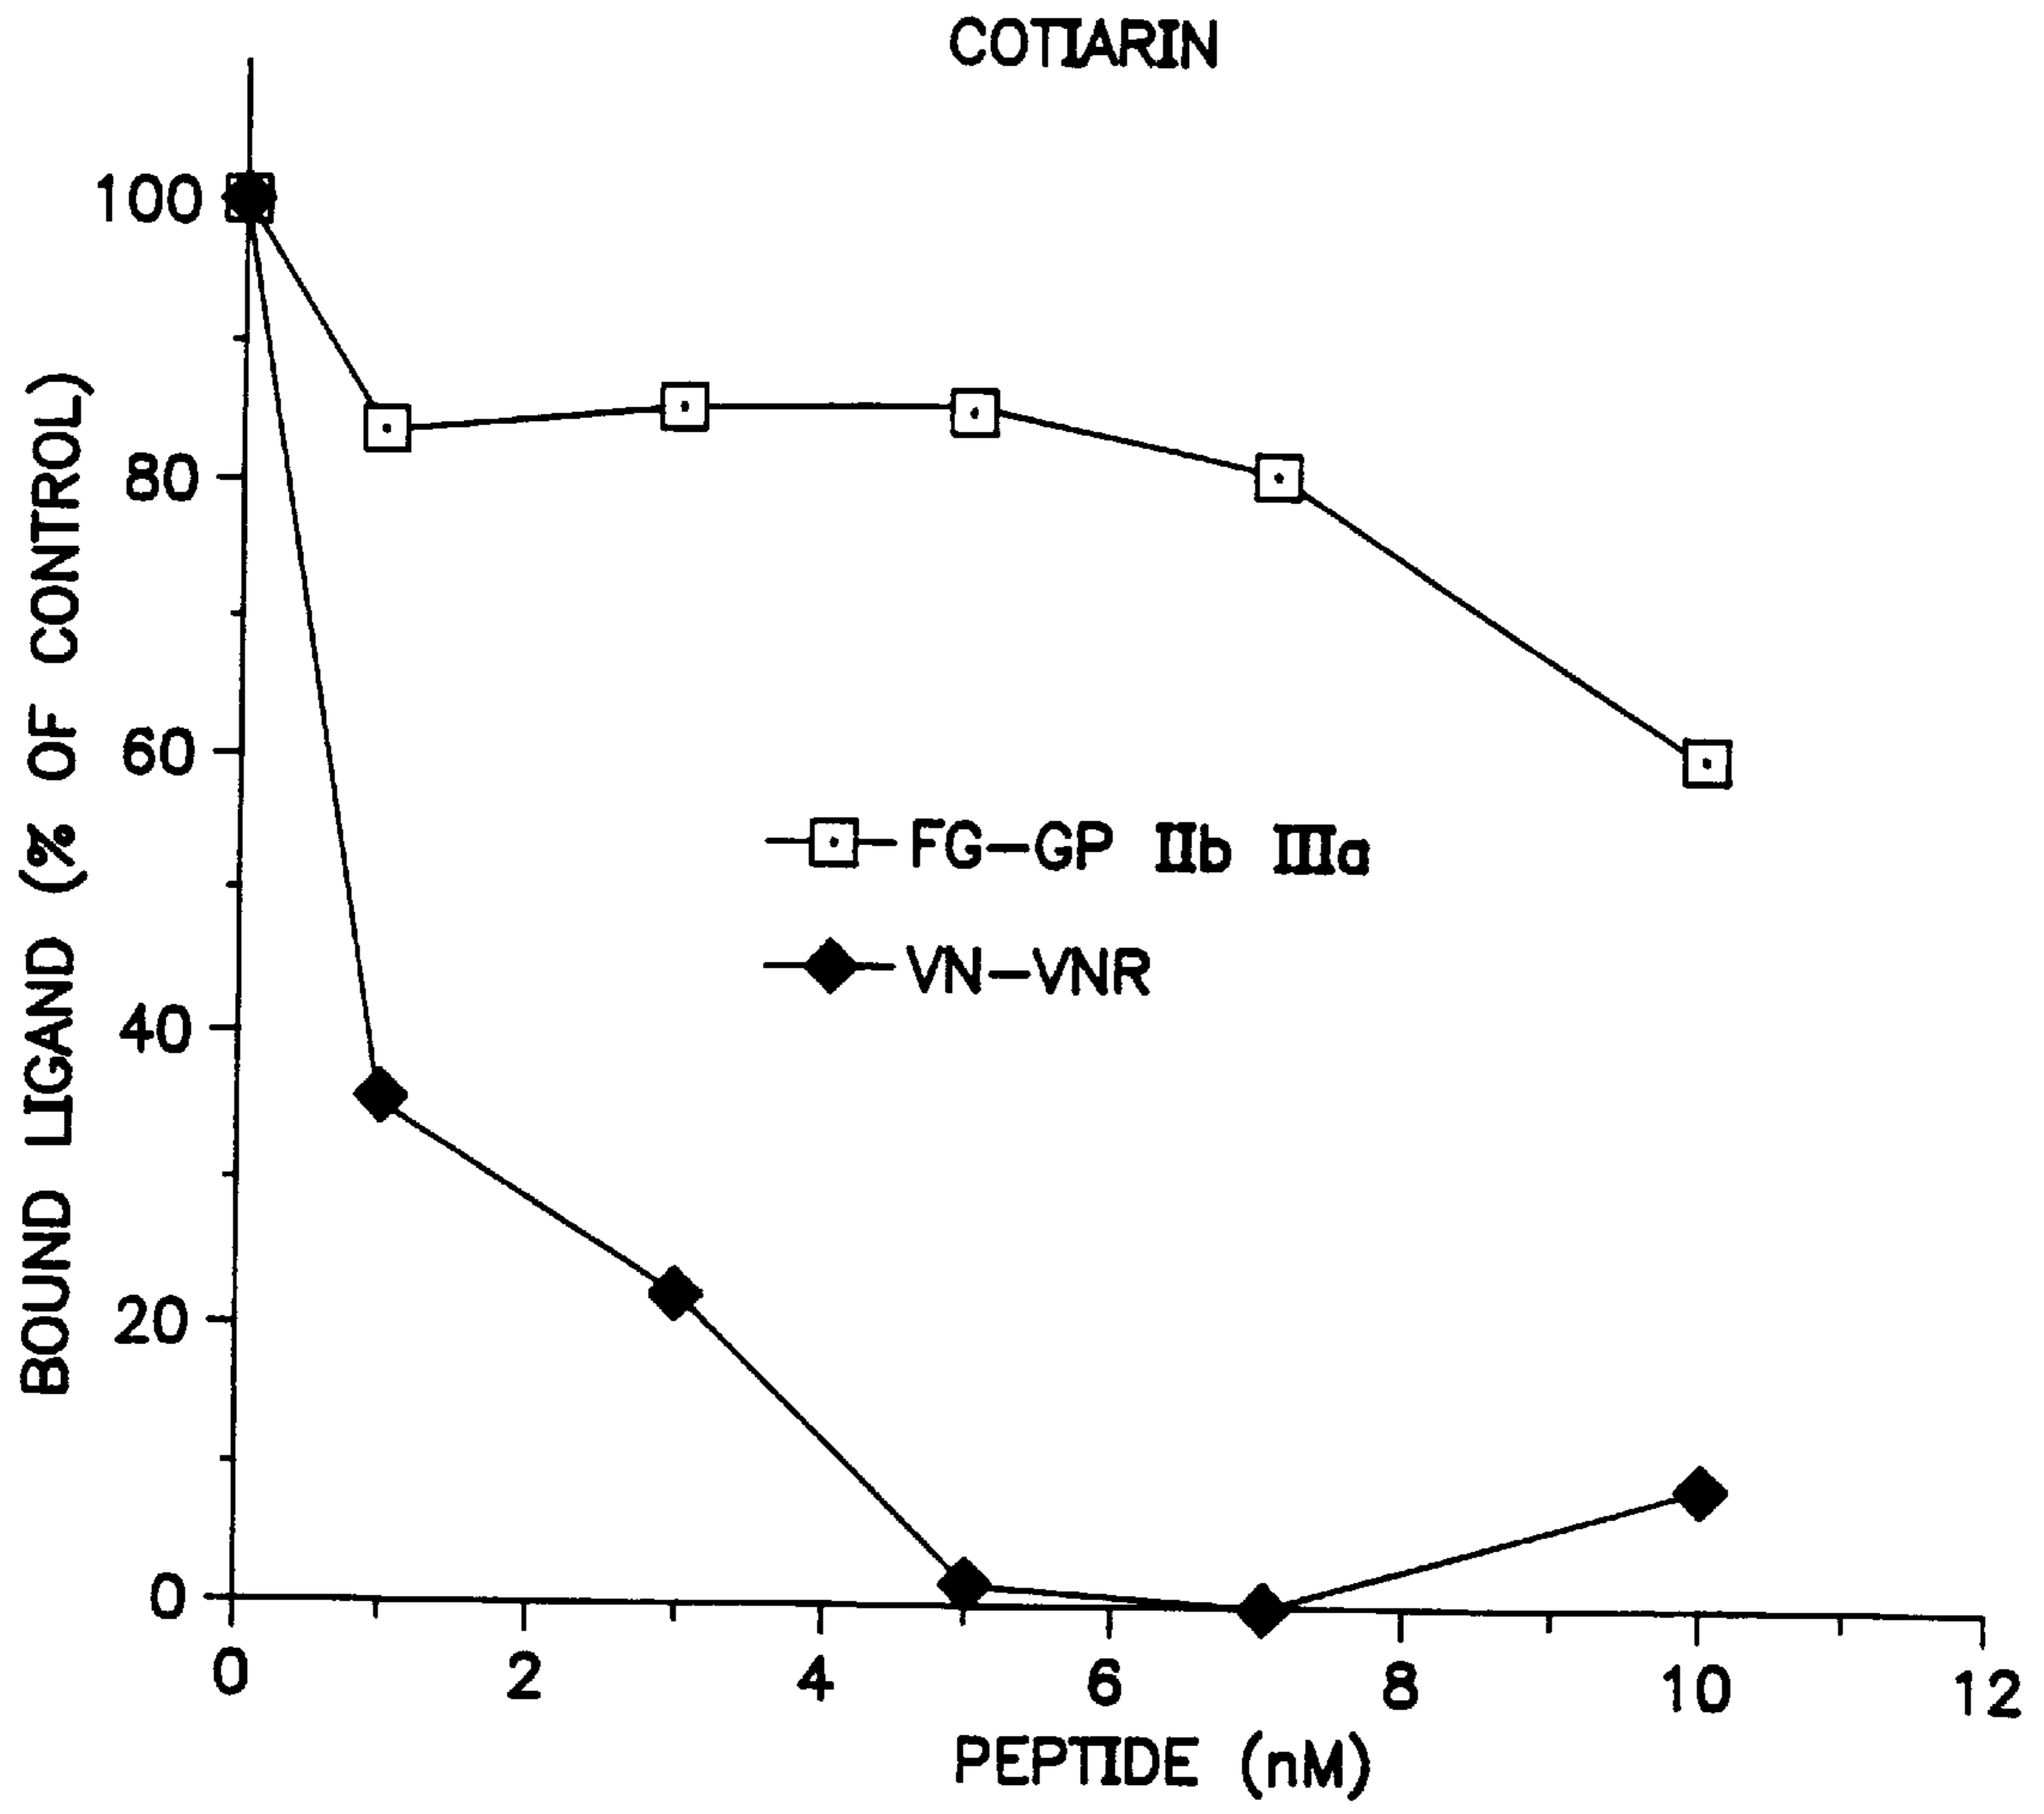 COTIARIN
BOUND LIGAND (% OF CONTROL)
100
80
60
40
20
0
FG-GP IIb IIIa
VN-VNR
0 2 4 6 8 10 12
PEPTIDE (nM)